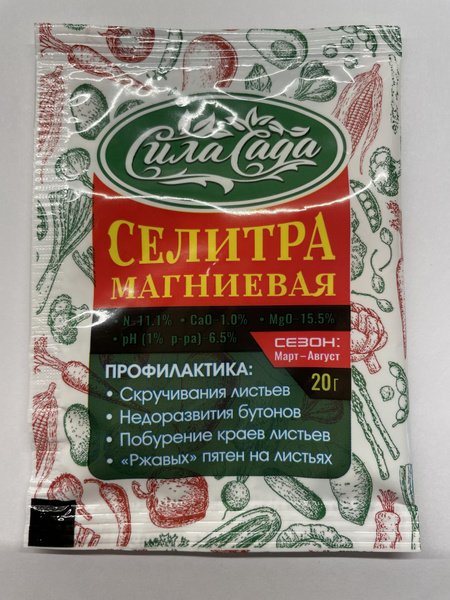 Сила Сада
СЕЛИТРА
МАГНИЕВАЯ
• N-11.1% • CaO-1.0% • MgO-15.5%
• pH (1% р-ра)-6.5%
СЕЗОН:
Март–Август
ПРОФИЛАКТИКА:
20г
• Скручивания листьев
• Недоразвития бутонов
• Побурение краев листьев
• «Ржавых» пятен на листьях